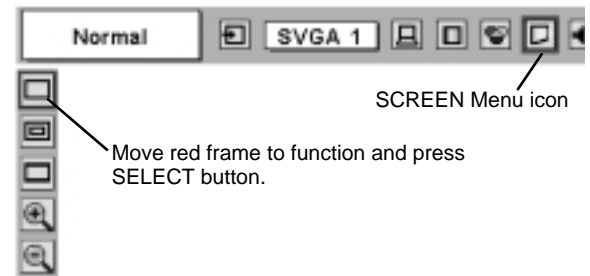 Normal
SVGA 1
SCREEN Menu icon
Move red frame to function and press
SELECT button.